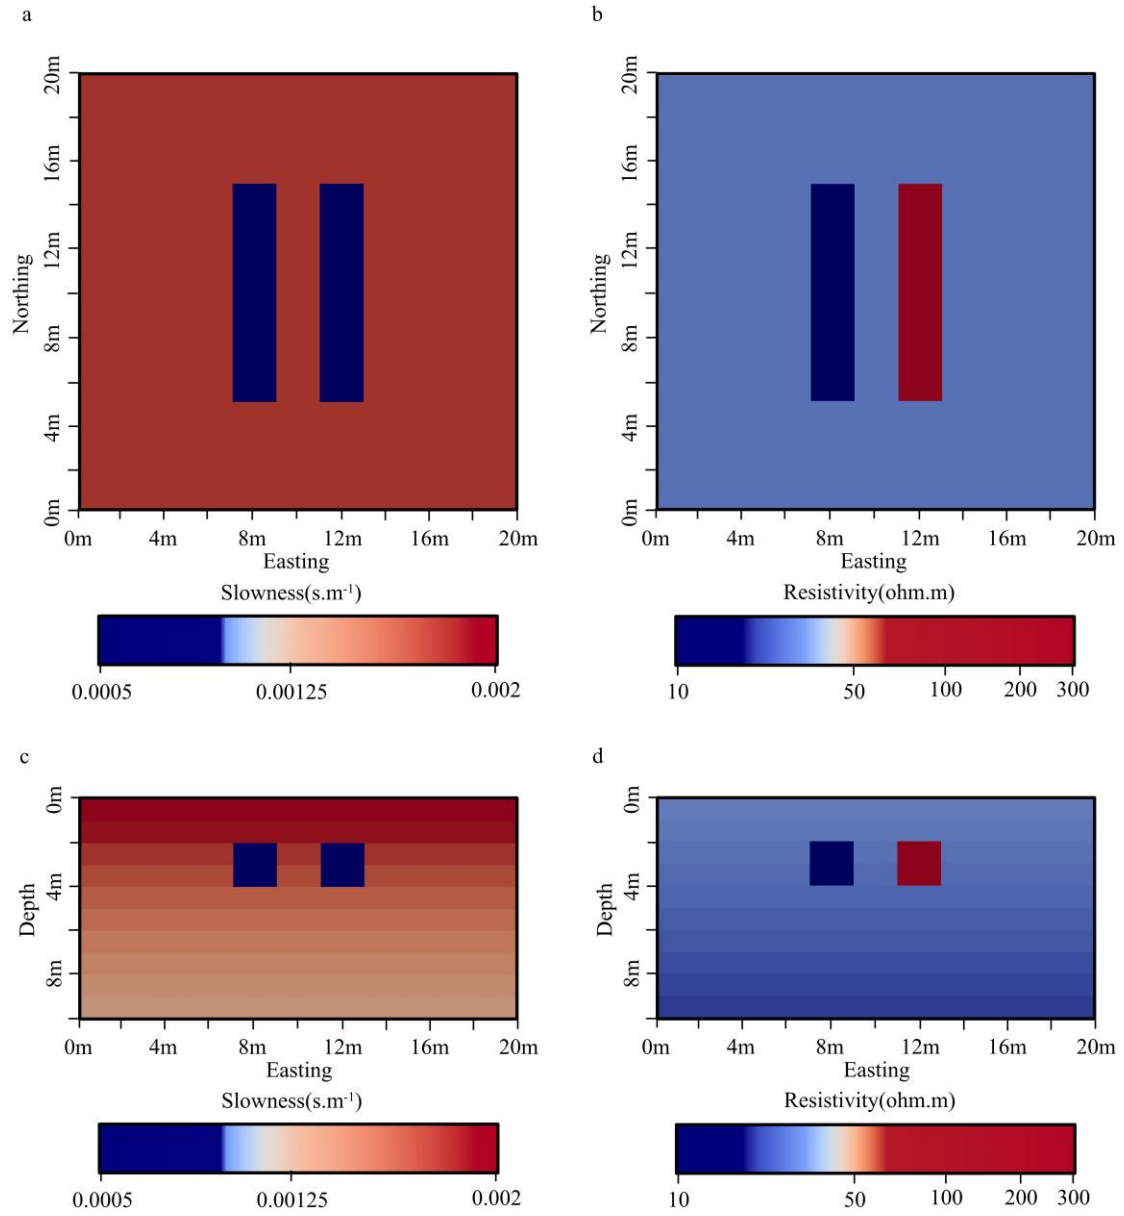 a
20m
16m
12m
8m
4m
0m
Northing
0m 4m 8m 12m 16m 20m
Easting
Slowness(s.m⁻¹)
0.0005 0.00125 0.002
b
20m
16m
12m
8m
4m
0m
Northing
0m 4m 8m 12m 16m 20m
Easting
Resistivity(ohm.m)
10 50 100 200 300
c
0m
4m
8m
Depth
0m 4m 8m 12m 16m 20m
Easting
Slowness(s.m⁻¹)
0.0005 0.00125 0.002
d
0m
4m
8m
Depth
0m 4m 8m 12m 16m 20m
Easting
Resistivity(ohm.m)
10 50 100 200 300